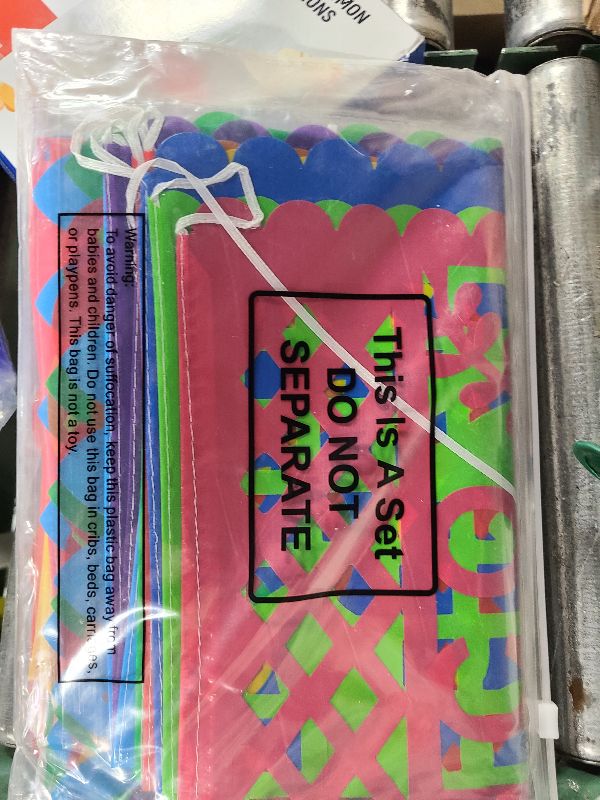 MON
ONS
This Is A Set
DO NOT
SEPARATE
Warning:
To avoid danger of suffocation, keep this plastic bag away from
babies and children. Do not use this bag in cribs, beds, carriages,
or playpens. This bag is not a toy.